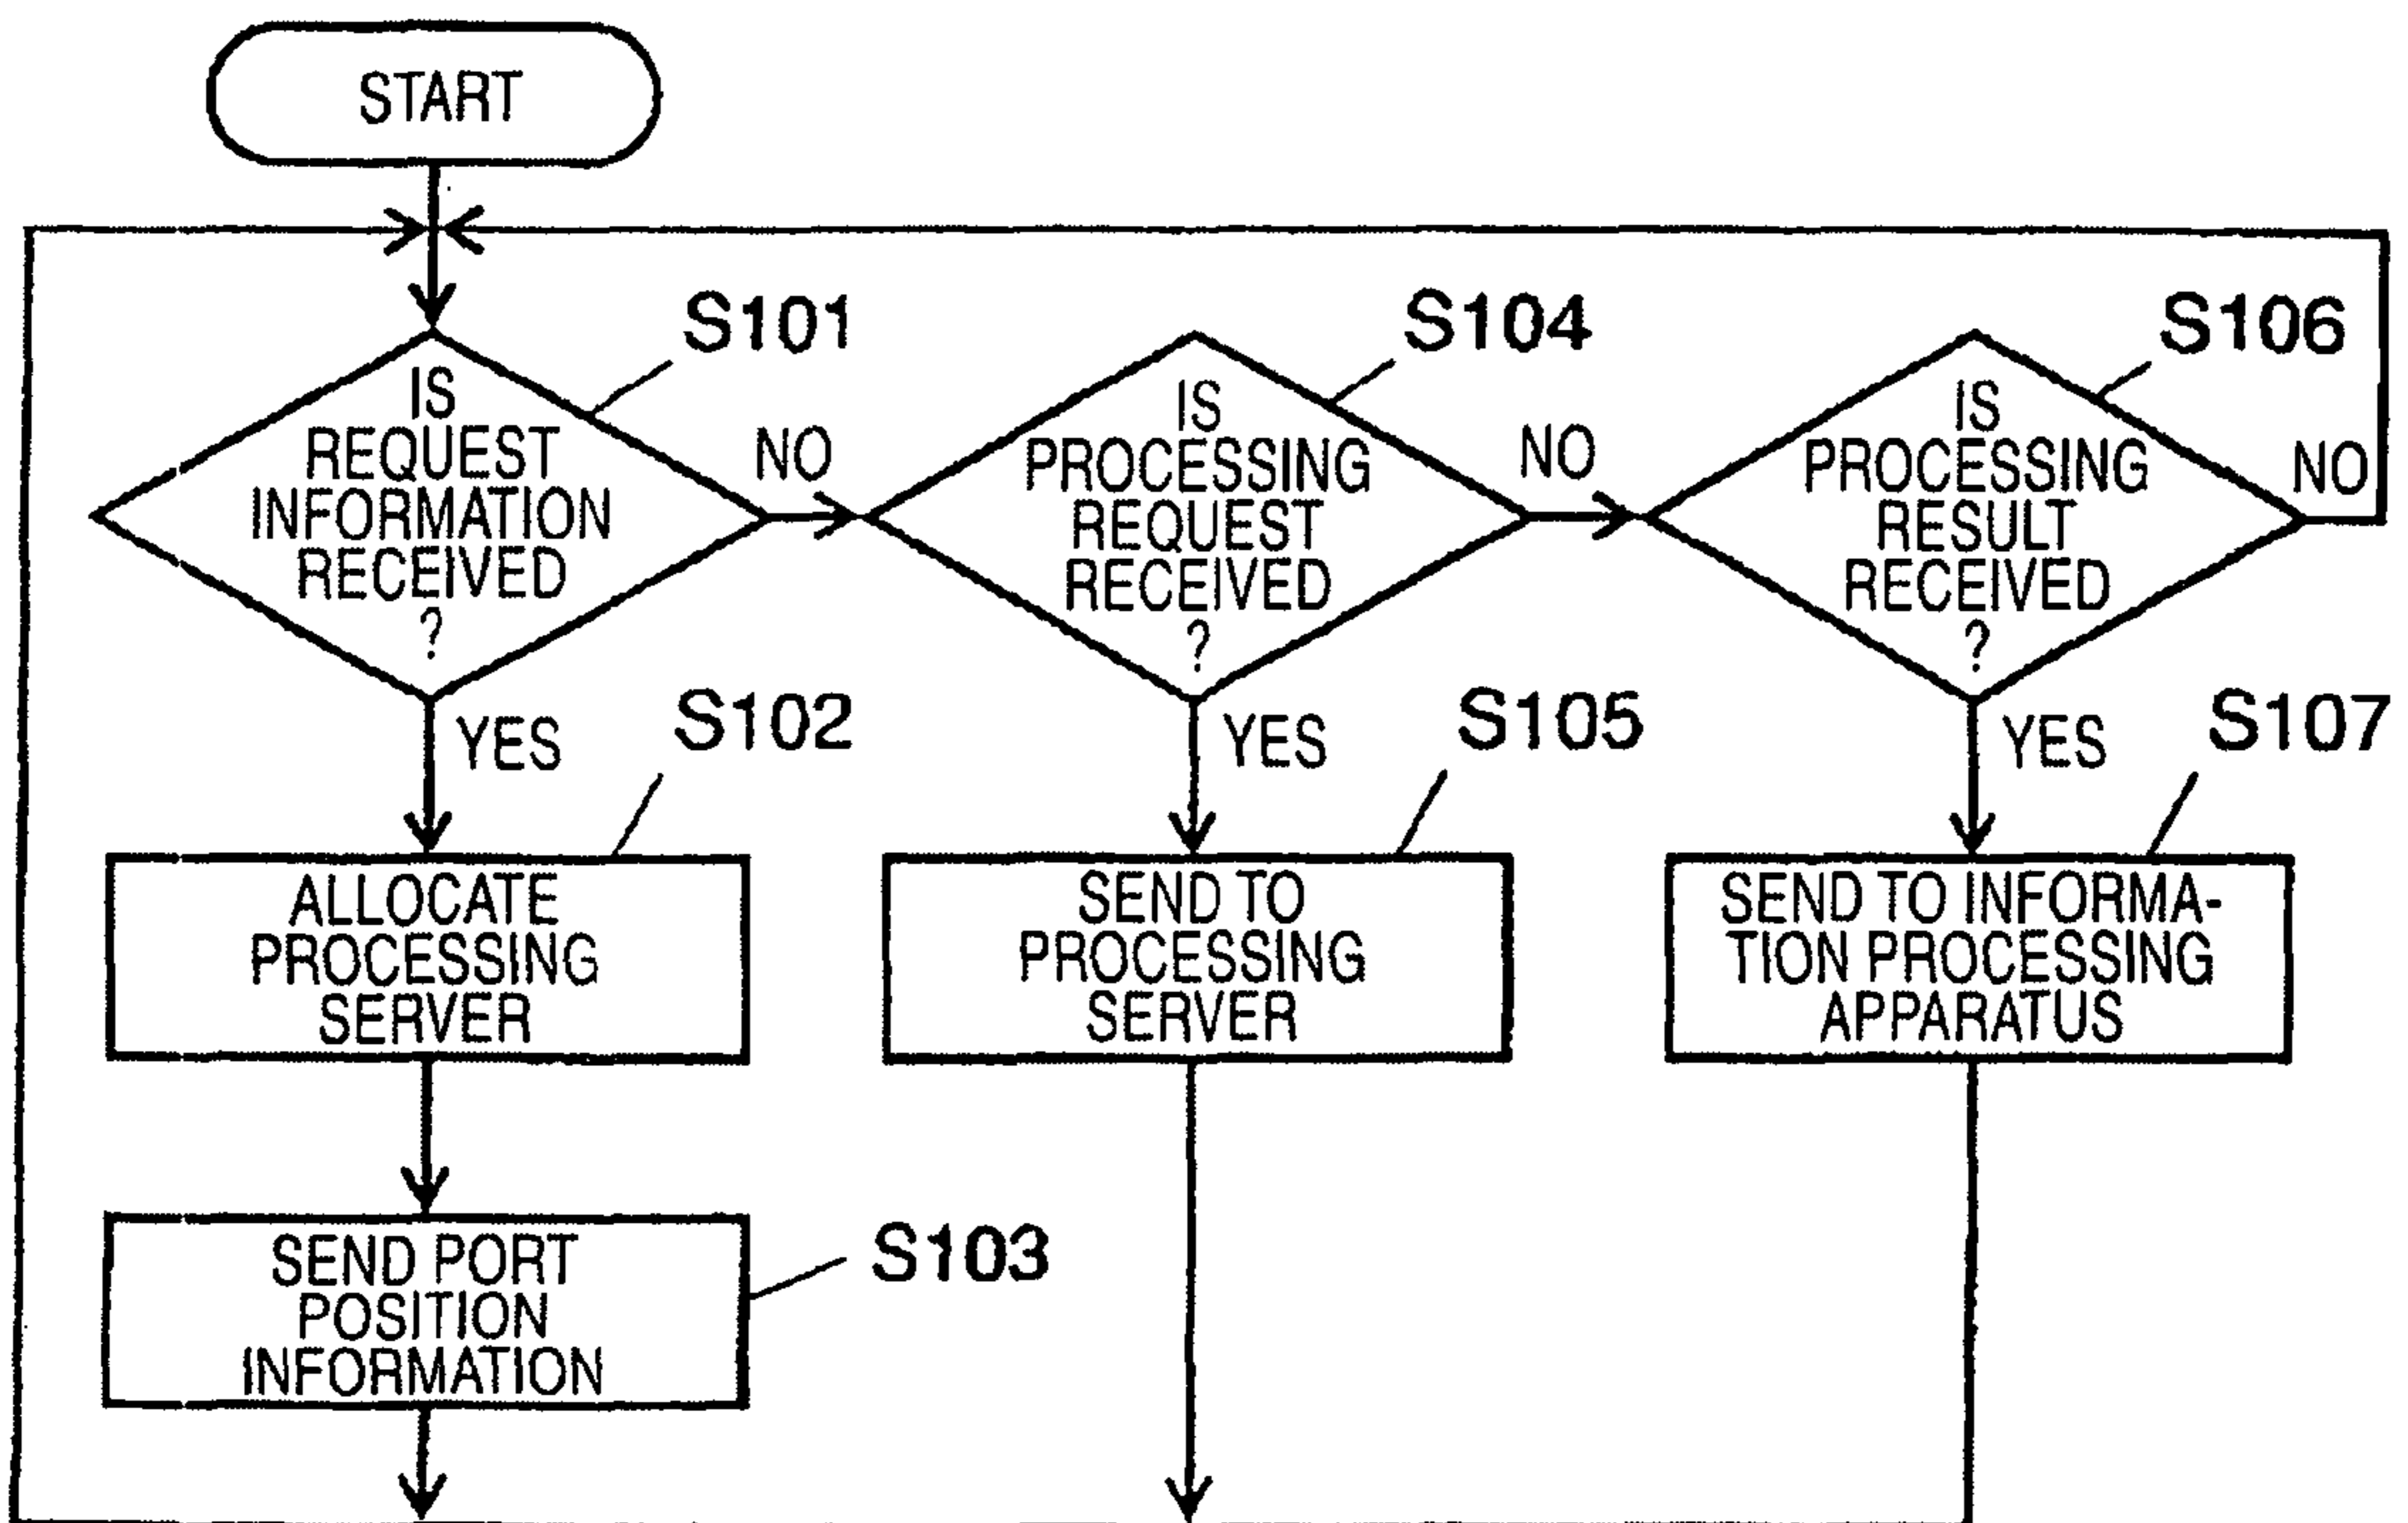 START
S101
IS
REQUEST
INFORMATION
RECEIVED
?
NO
YES
S102
ALLOCATE
PROCESSING
SERVER
S103
SEND PORT
POSITION
INFORMATION
S104
IS
PROCESSING
REQUEST
RECEIVED
?
NO
YES
S105
SEND TO
PROCESSING
SERVER
S106
IS
PROCESSING
RESULT
RECEIVED
?
NO
YES
S107
SEND TO INFORMA-
TION PROCESSING
APPARATUS